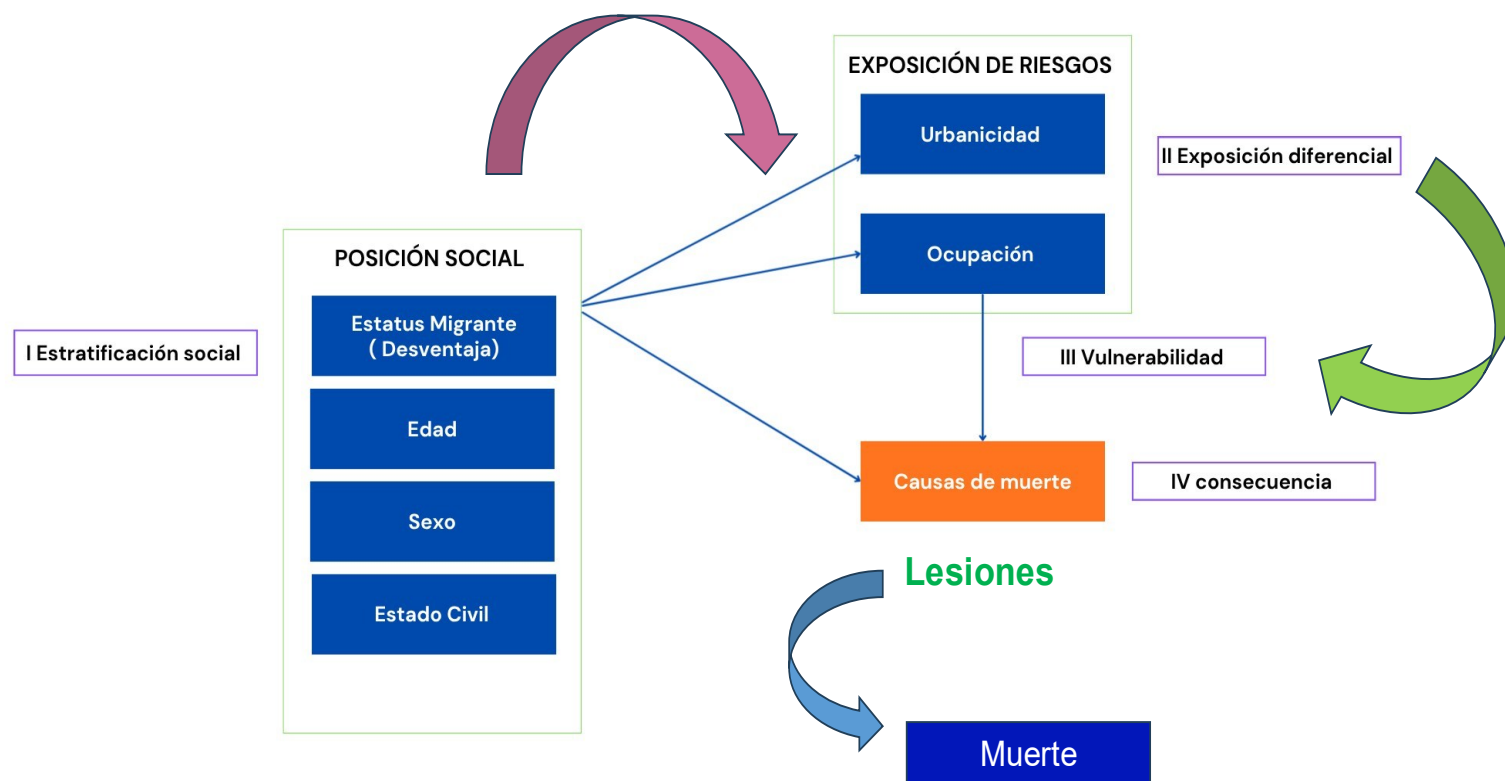 EXPOSICIÓN DE RIESGOS
Urbanicidad
II Exposición diferencial
Ocupación
POSICIÓN SOCIAL
Estatus Migrante
( Desventaja)
I Estratificación social
III Vulnerabilidad
Edad
Causas de muerte
IV consecuencia
Sexo
Lesiones
Estado Civil
Muerte